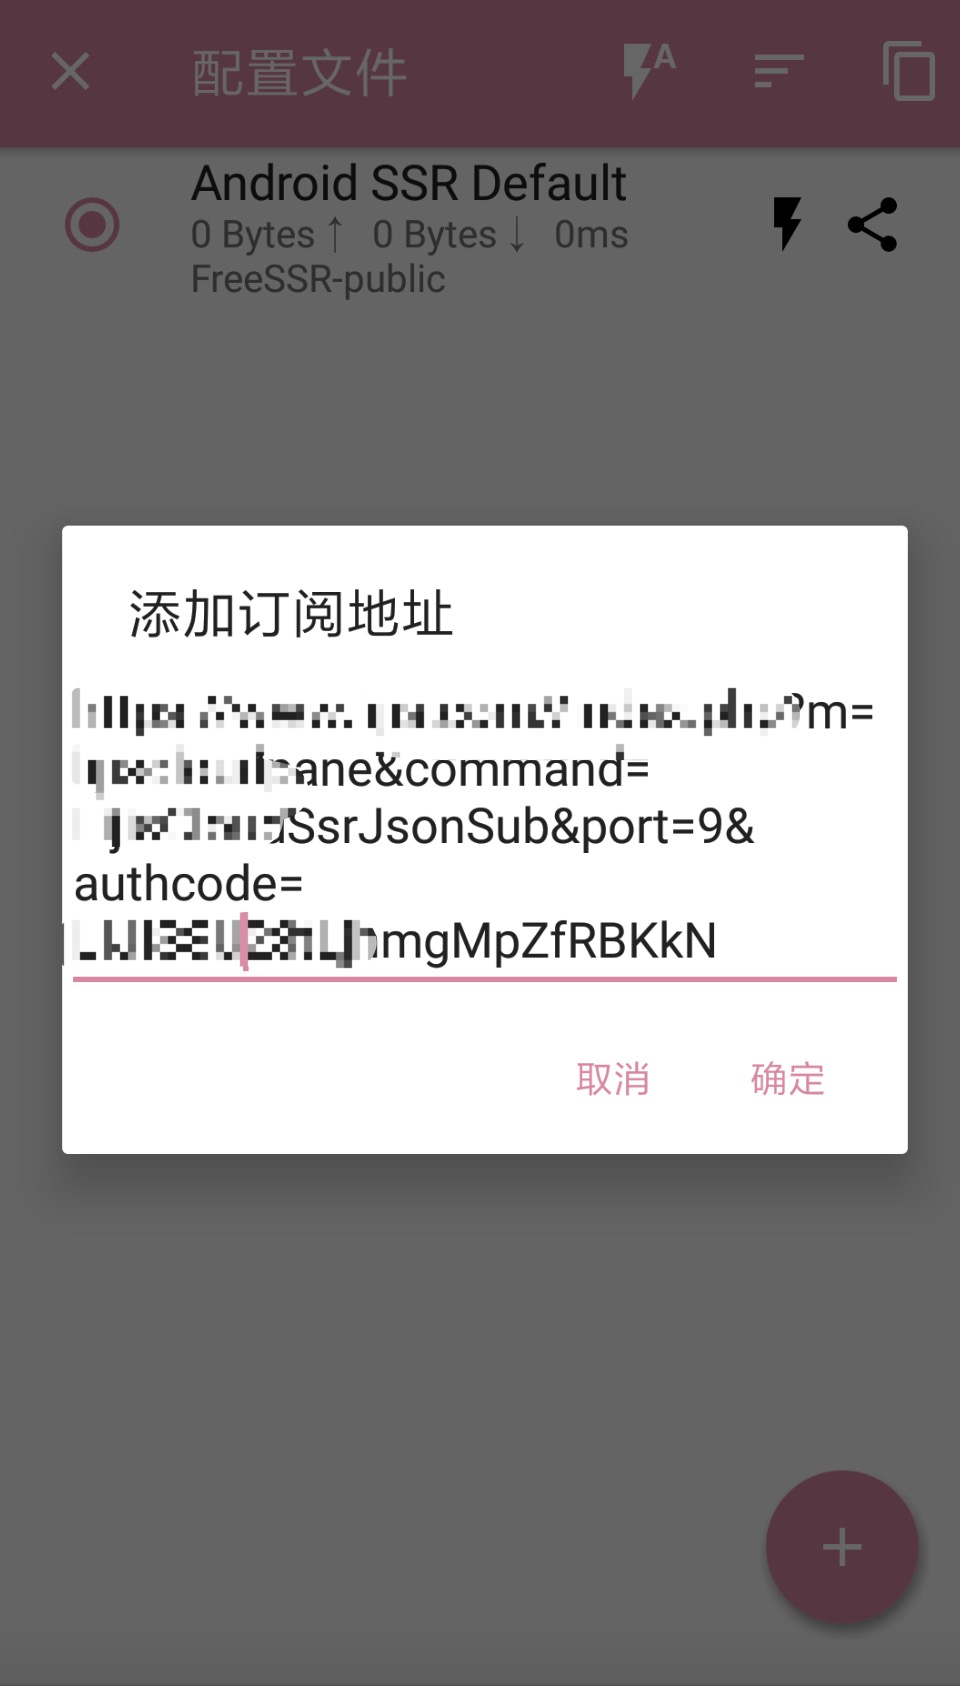 配置文件
A
Android SSR Default
0 Bytes↑ 0 Bytes↓ 0ms
FreeSSR-public
添加订阅地址
?m=
ane&command=
SsrJsonSub&port=9&
authcode=
mgMpZfRBKkN
取消
确定